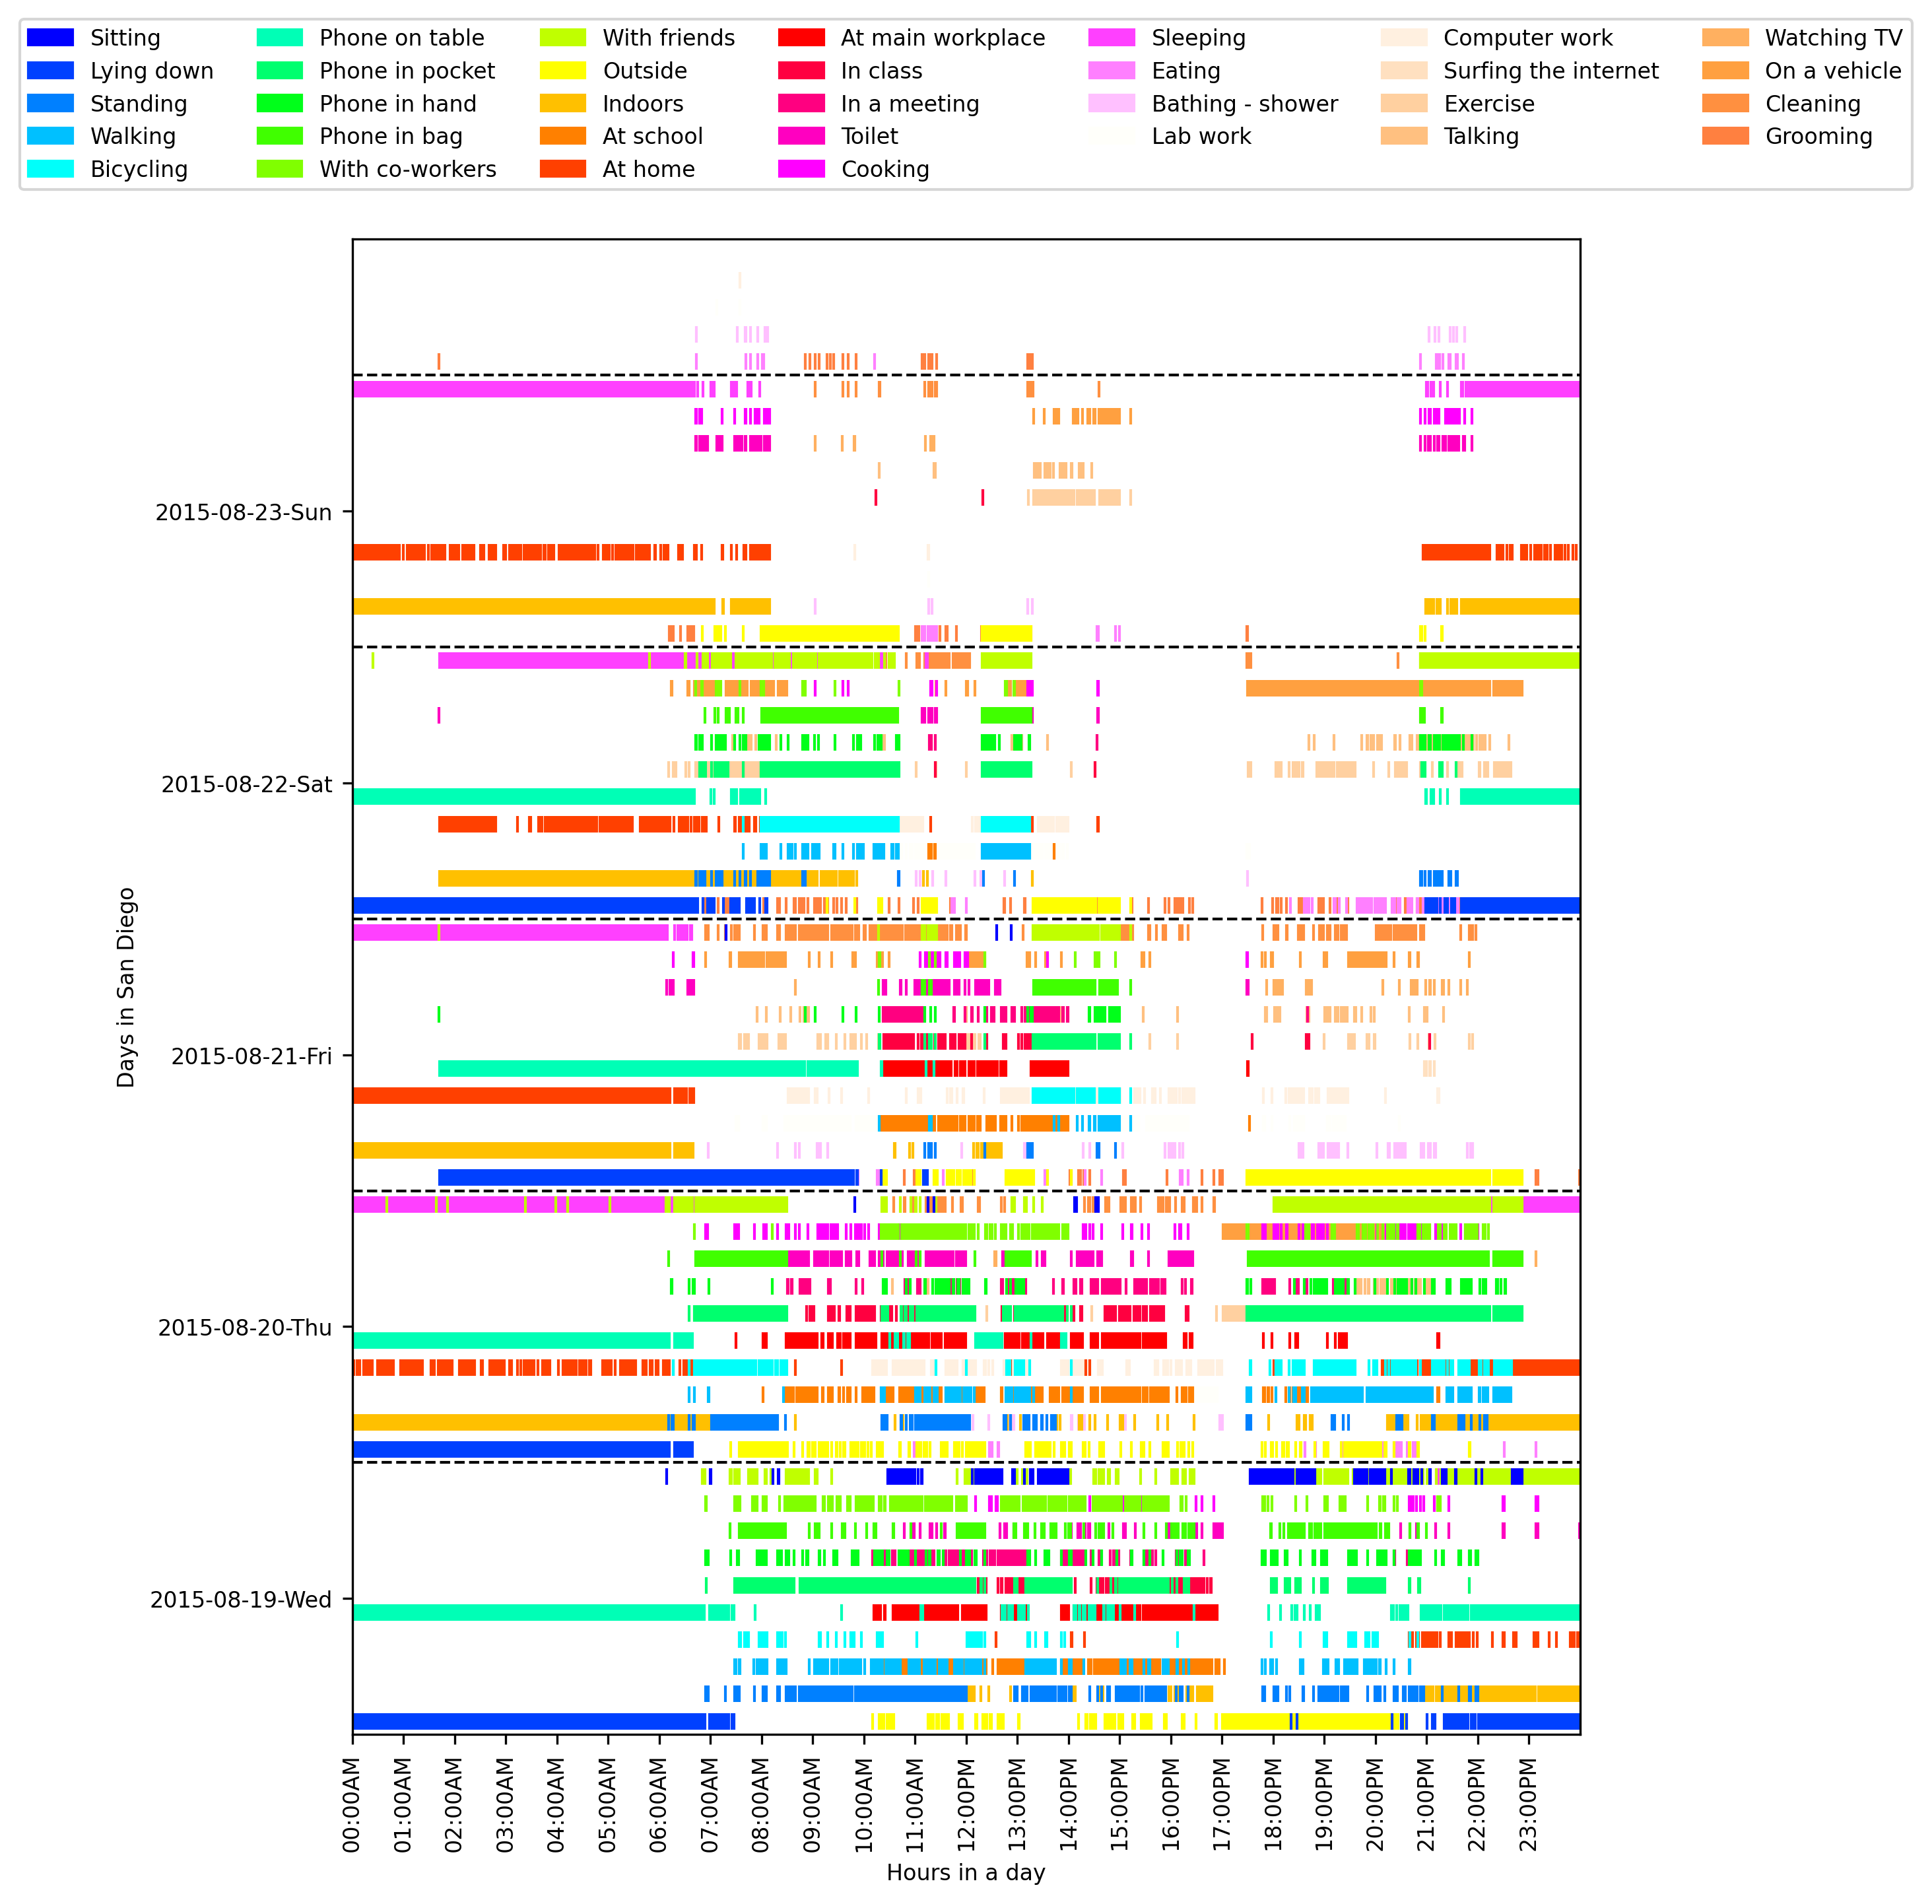 Sitting
Lying down
Standing
Walking
Bicycling
Phone on table
Phone in pocket
Phone in hand
Phone in bag
With co-workers
With friends
Outside
Indoors
At school
At home
At main workplace
In class
In a meeting
Toilet
Cooking
Sleeping
Eating
Bathing - shower
Lab work
Computer work
Surfing the internet
Exercise
Talking
Watching TV
On a vehicle
Cleaning
Grooming
Days in San Diego
2015-08-23-Sun
2015-08-22-Sat
2015-08-21-Fri
2015-08-20-Thu
2015-08-19-Wed
00:00AM
01:00AM
02:00AM
03:00AM
04:00AM
05:00AM
06:00AM
07:00AM
08:00AM
09:00AM
10:00AM
11:00AM
12:00PM
13:00PM
14:00PM
15:00PM
16:00PM
17:00PM
18:00PM
19:00PM
20:00PM
21:00PM
22:00PM
23:00PM
Hours in a day